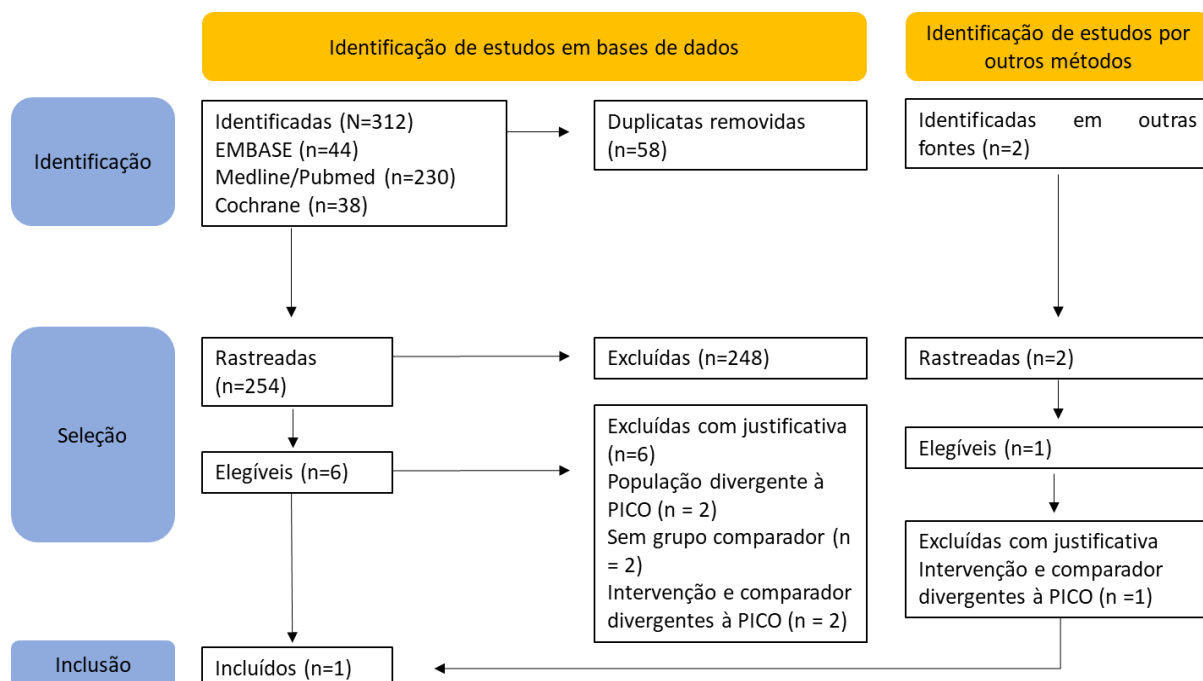 Identificação de estudos em bases de dados
Identificação de estudos por
outros métodos
Identificação
Identificadas (N=312)
EMBASE (n=44)
Medline/Pubmed (n=230)
Cochrane (n=38)
Duplicatas removidas
(n=58)
Identificadas em outras
fontes (n=2)
Seleção
Rastreadas
(n=254)
Excluídas (n=248)
Rastreadas (n=2)
Elegíveis (n=6)
Excluídas com justificativa
(n=6)
População divergente à
PICO (n = 2)
Sem grupo comparador (n
= 2)
Intervenção e comparador
divergentes à PICO (n = 2)
Elegíveis (n=1)
Excluídas com justificativa
Intervenção e comparador
divergentes à PICO (n =1)
Inclusão
Incluídos (n=1)